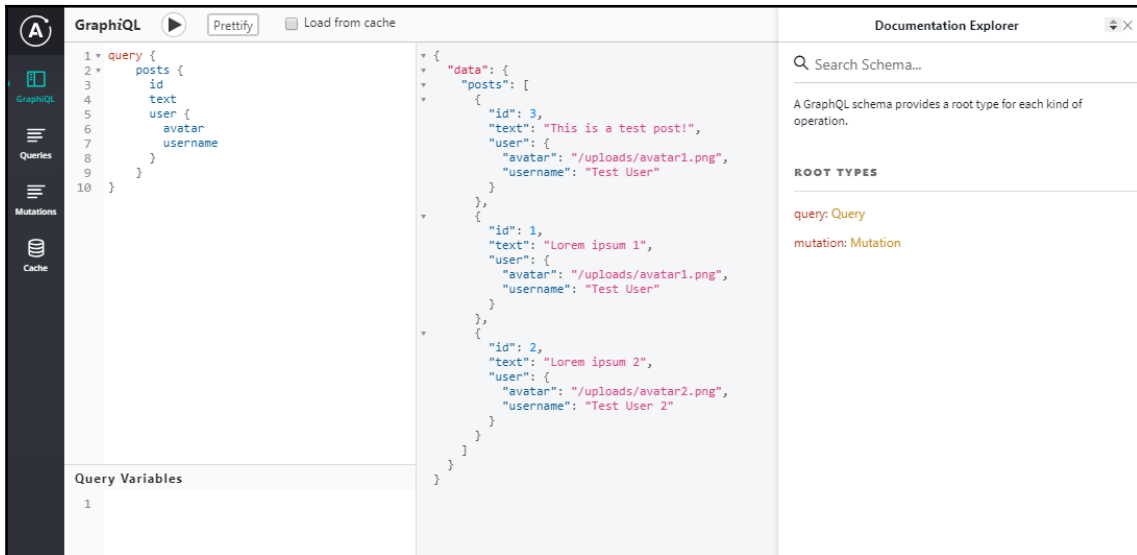 GraphiQL
Prettify
Load from cache
GraphiQL
Queries
Mutations
Cache
1 query {
2 posts {
3 id
4 text
5 user {
6 avatar
7 username
8 }
9 }
10 }
Query Variables
1
{
"data": {
"posts": [
{
"id": 3,
"text": "This is a test post!",
"user": {
"avatar": "/uploads/avatar1.png",
"username": "Test User"
}
},
{
"id": 1,
"text": "Lorem ipsum 1",
"user": {
"avatar": "/uploads/avatar1.png",
"username": "Test User"
}
},
{
"id": 2,
"text": "Lorem ipsum 2",
"user": {
"avatar": "/uploads/avatar2.png",
"username": "Test User 2"
}
}
]
}
}
Documentation Explorer
Search Schema...
A GraphQL schema provides a root type for each kind of
operation.
ROOT TYPES
query: Query
mutation: Mutation